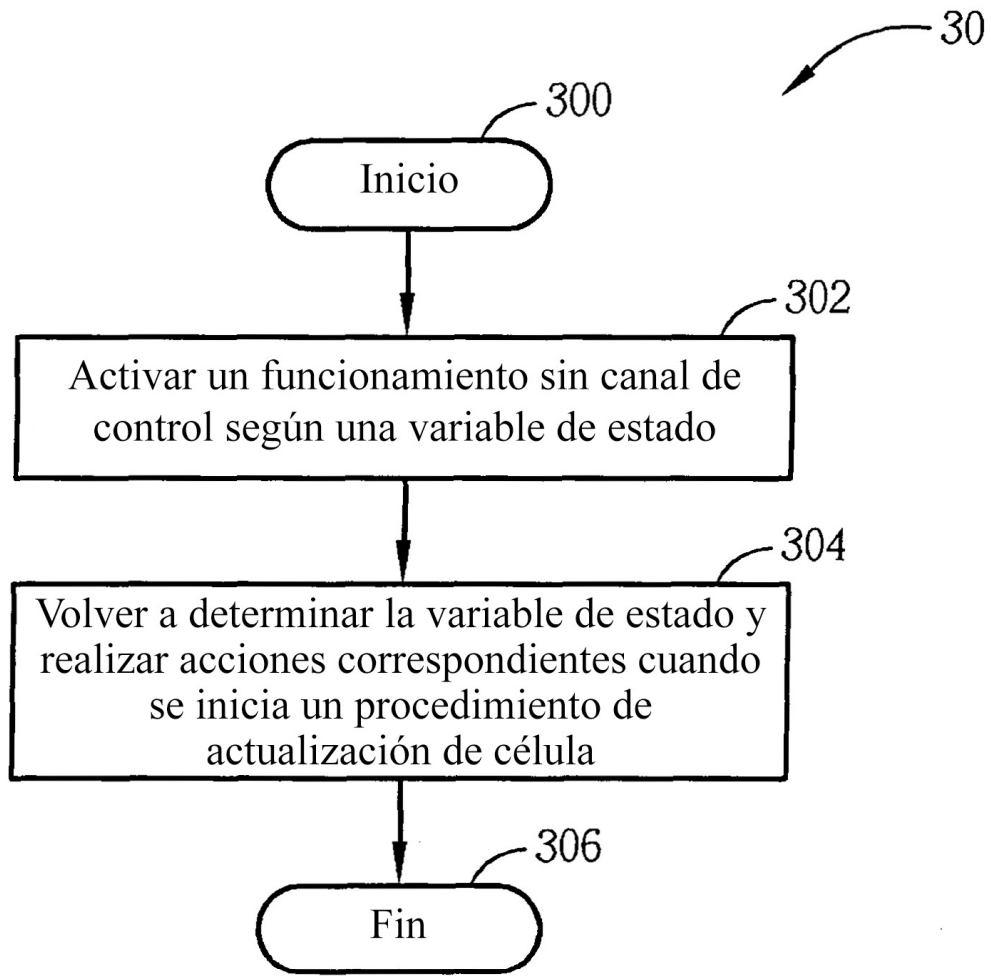 30
300
Inicio
302
Activar un funcionamiento sin canal de
control según una variable de estado
304
Volver a determinar la variable de estado y
realizar acciones correspondientes cuando
se inicia un procedimiento de
actualización de célula
306
Fin